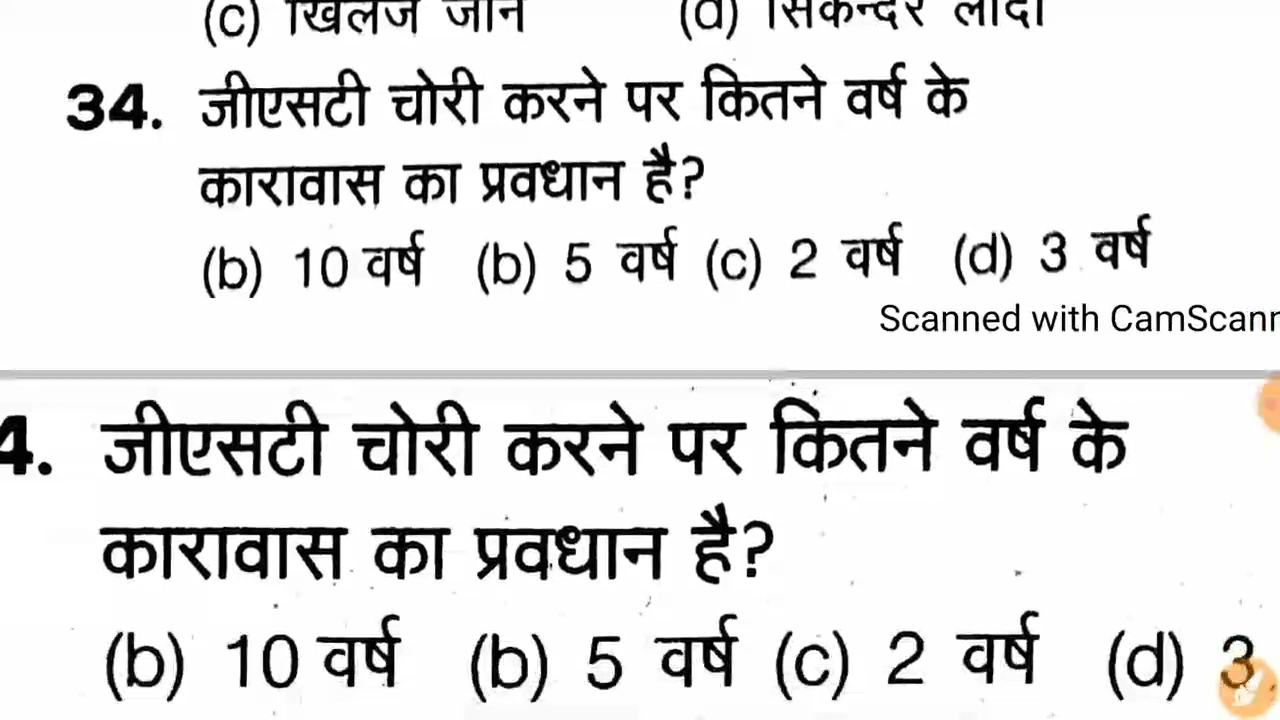 (c) खिलजी जौन (d) सिकन्दर लोदी
34. जीएसटी चोरी करने पर कितने वर्ष के
कारावास का प्रवधान है?
(b) 10 वर्ष (b) 5 वर्ष (c) 2 वर्ष (d) 3 वर्ष
Scanned with CamScann
4. जीएसटी चोरी करने पर कितने वर्ष के
कारावास का प्रवधान है?
(b) 10 वर्ष (b) 5 वर्ष (c) 2 वर्ष (d) 3